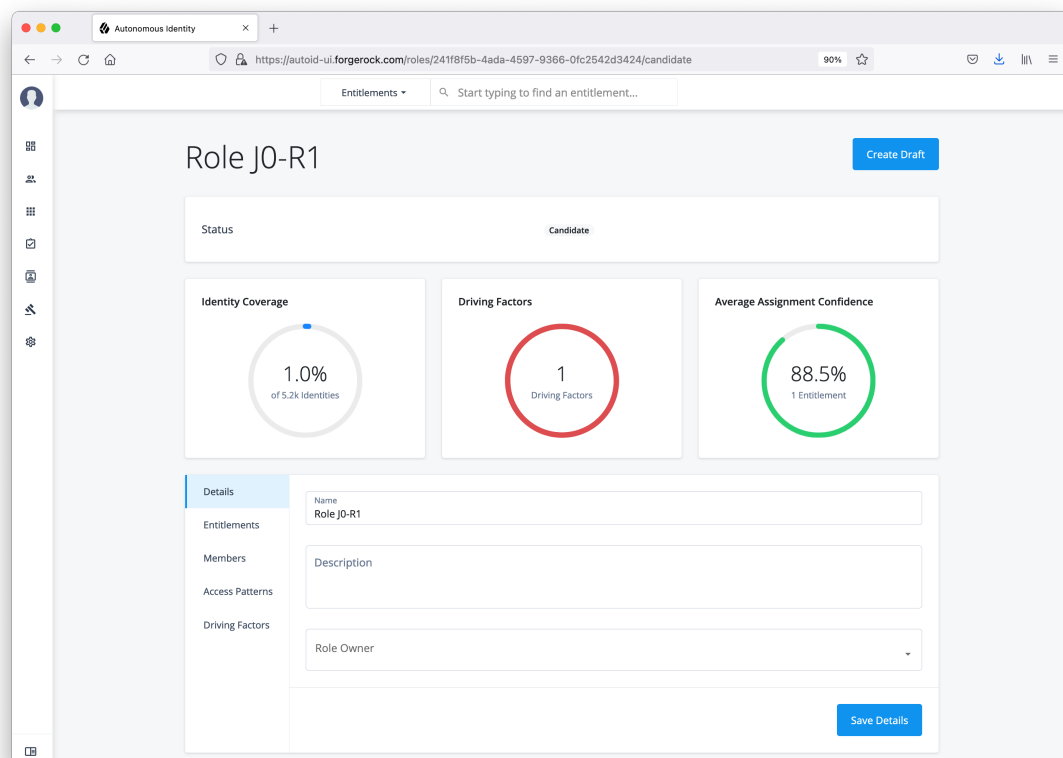 Autonomous Identity
https://autoid-ui.forgerock.com/roles/241f8f5b-4ada-4597-9366-0fc2542d3424/candidate
90%
Entitlements
Start typing to find an entitlement...
Role J0-R1
Create Draft
Status
Candidate
Identity Coverage
1.0%
of 5.2k Identities
Driving Factors
1
Driving Factors
Average Assignment Confidence
88.5%
1 Entitlement
Details
Entitlements
Members
Access Patterns
Driving Factors
Name
Role J0-R1
Description
Role Owner
Save Details